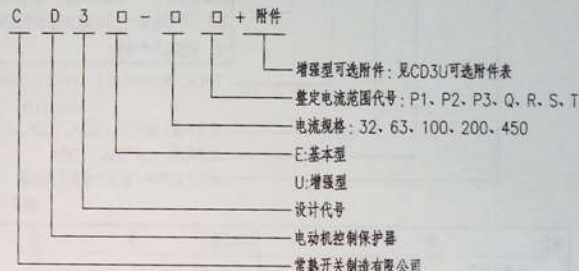 C D 3 □ - □ □ + 附件
增强型可选附件: 见CD3U可选附件表
整定电流范围代号: P1、P2、P3、Q、R、S、T
电流规格: 32、63、100、200、450
E:基本型
U:增强型
设计代号
电动机控制保护器
常熟开关制造有限公司